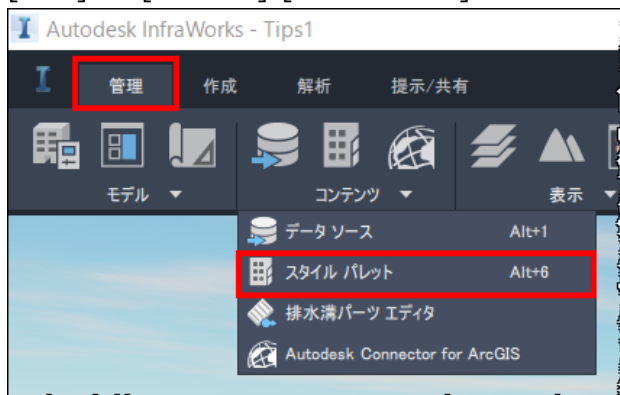 Autodesk InfraWorks - Tips1
管理 作成 解析 提示/共有
モデル コンテンツ 表示
データ ソース Alt+1
スタイル パレット Alt+6
排水溝パーツ エディタ
Autodesk Connector for ArcGIS